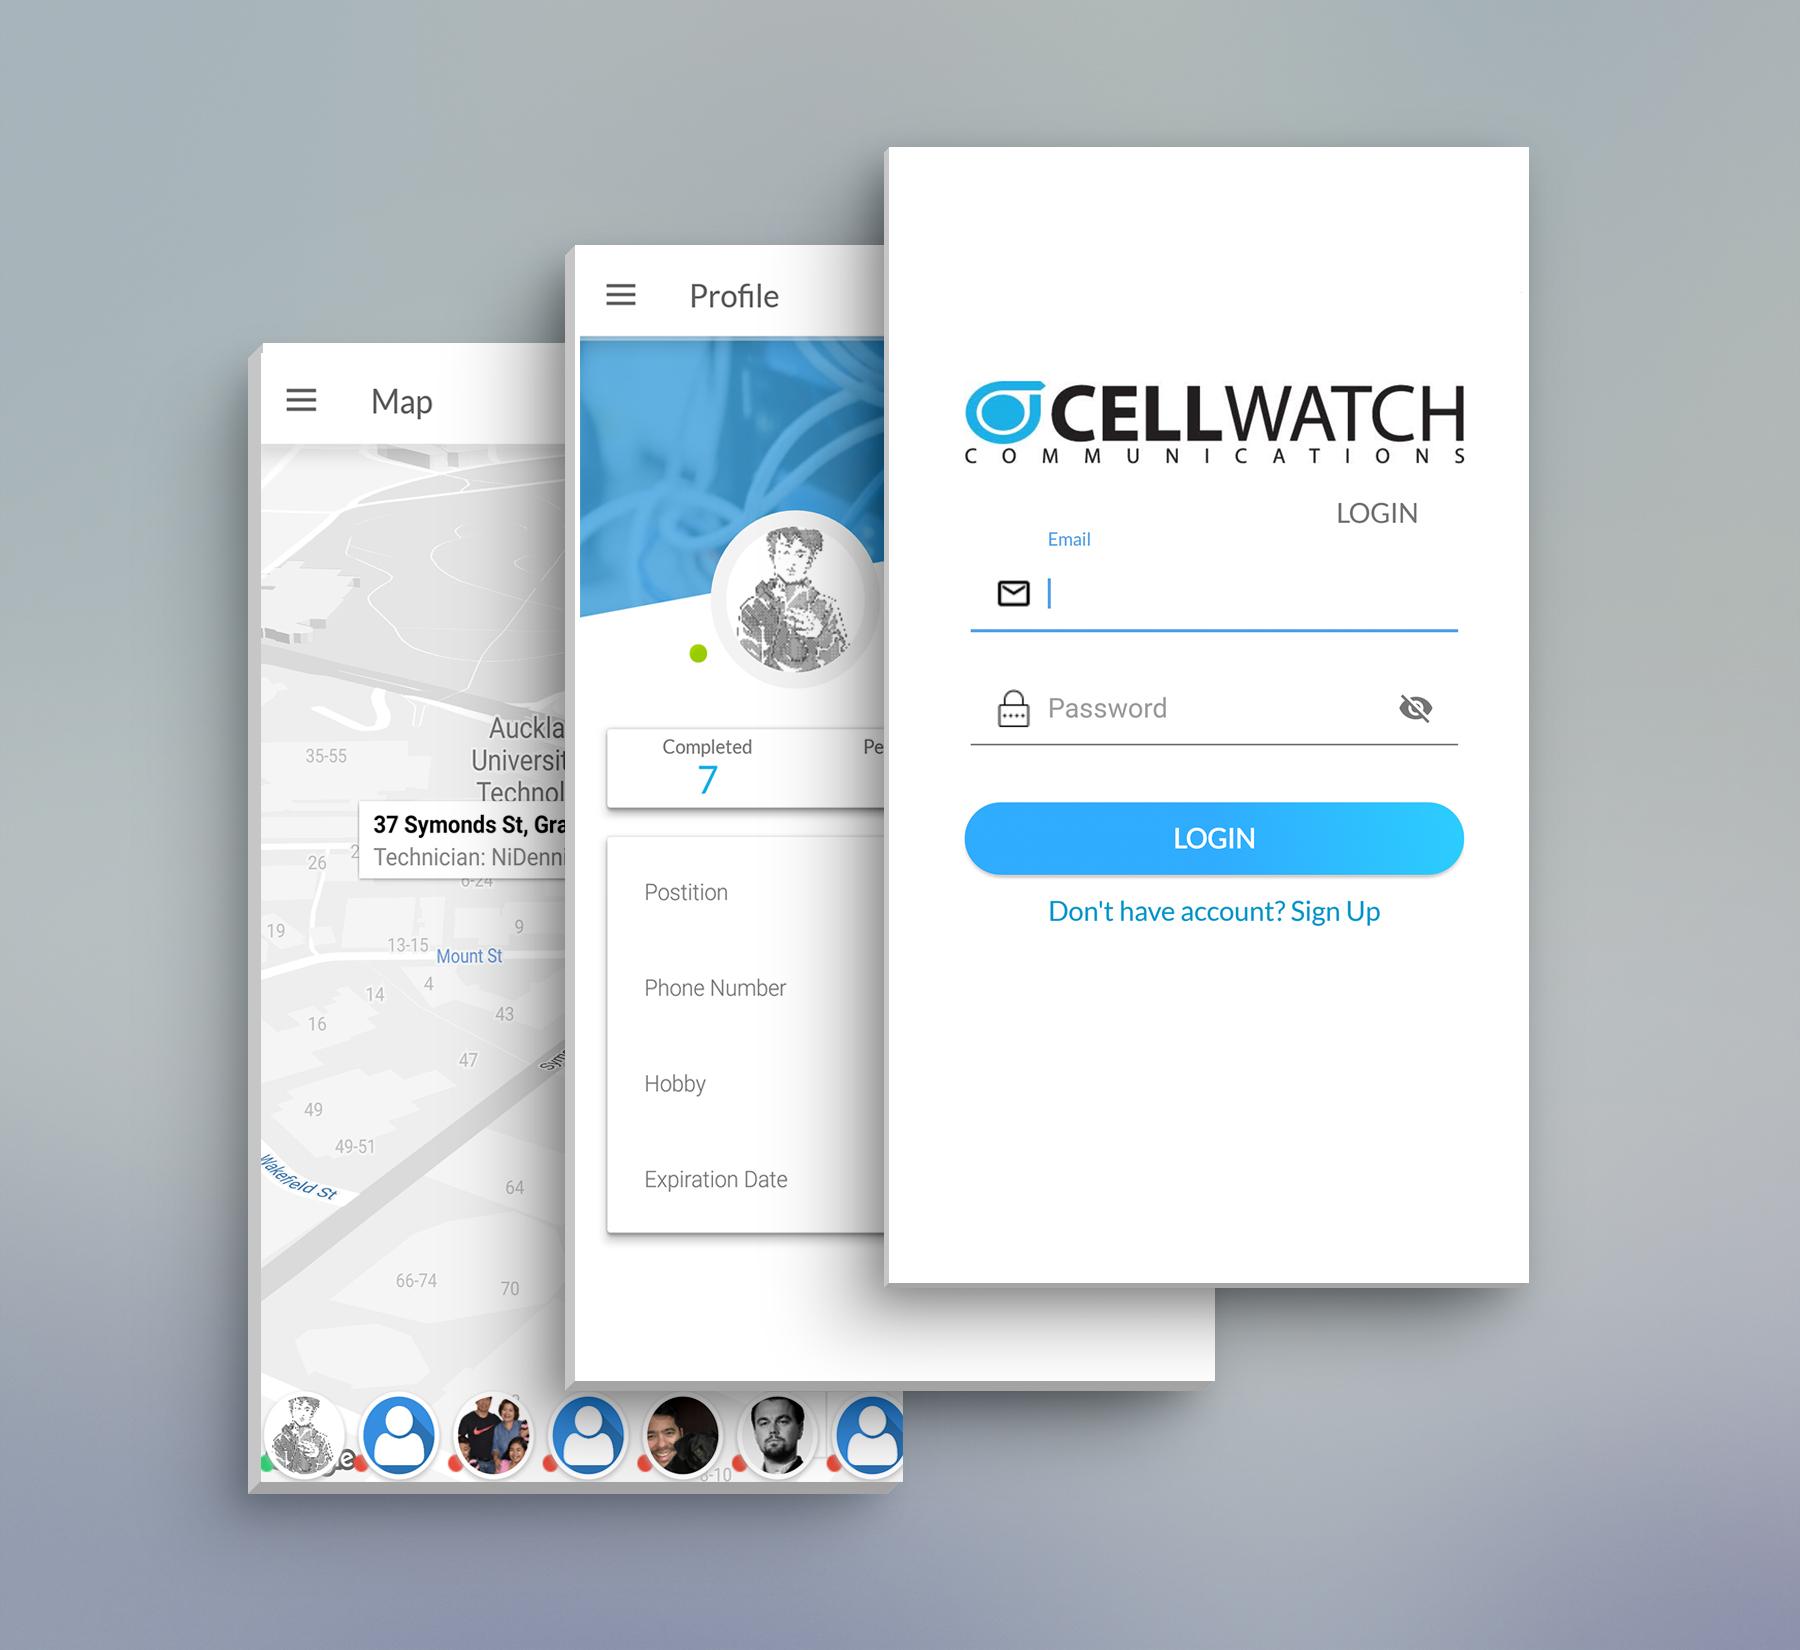 Map
Auckla
Universit
Technol
37 Symonds St, Gra
Technician: NiDenni
35-55
26
2
6-24
19
13-15
9
Mount St
4
14
16
43
47
Sym
49
49-51
Wakefield St
64
66-74
70
2
8-10
Profile
Completed
7
Pe
Postition
Phone Number
Hobby
Expiration Date
CELLWATCH
COMMUNICATIONS
LOGIN
Email
Password
LOGIN
Don't have account? Sign Up